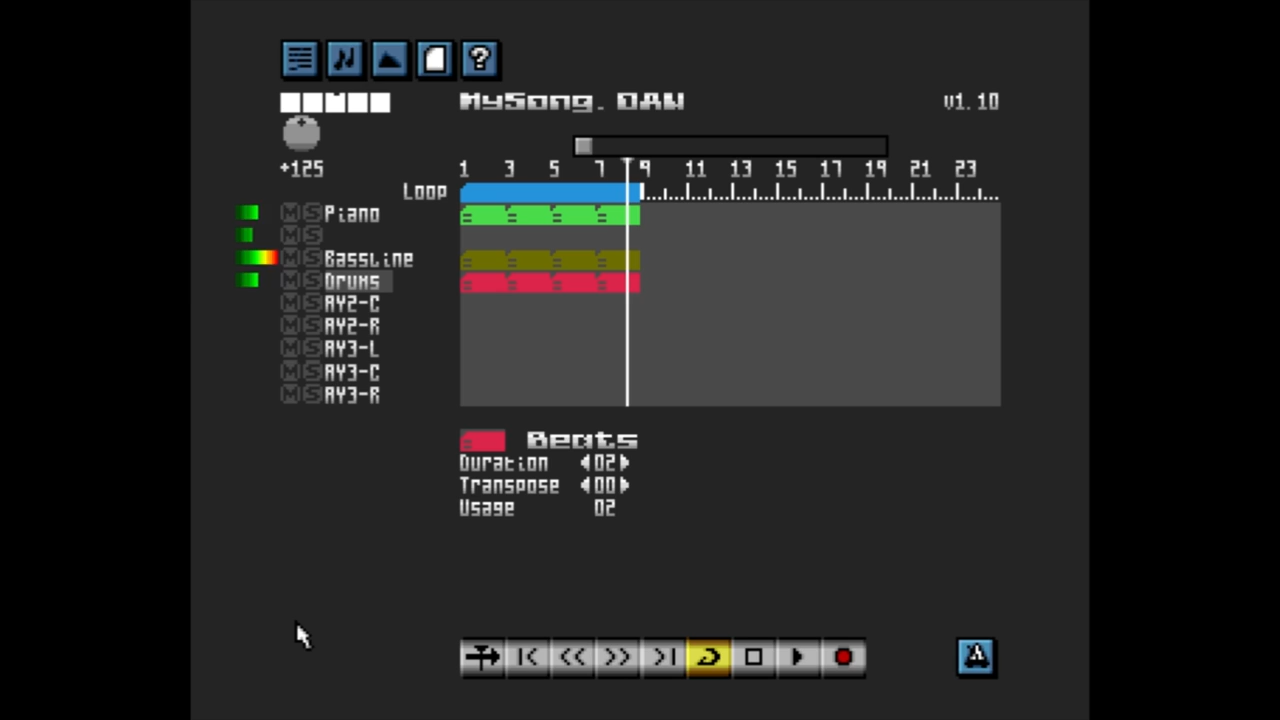 ?
MySong. DAW
v1.10
+125
1 3 5 7 9 11 13 15 17 19 21 23
Loop
M S Piano
M S
M S Bassline
M S Drums
M S AY2-C
M S AY2-R
M S AY3-L
M S AY3-C
M S AY3-R
Beats
Duration 02
Transpose 00
Usage 02